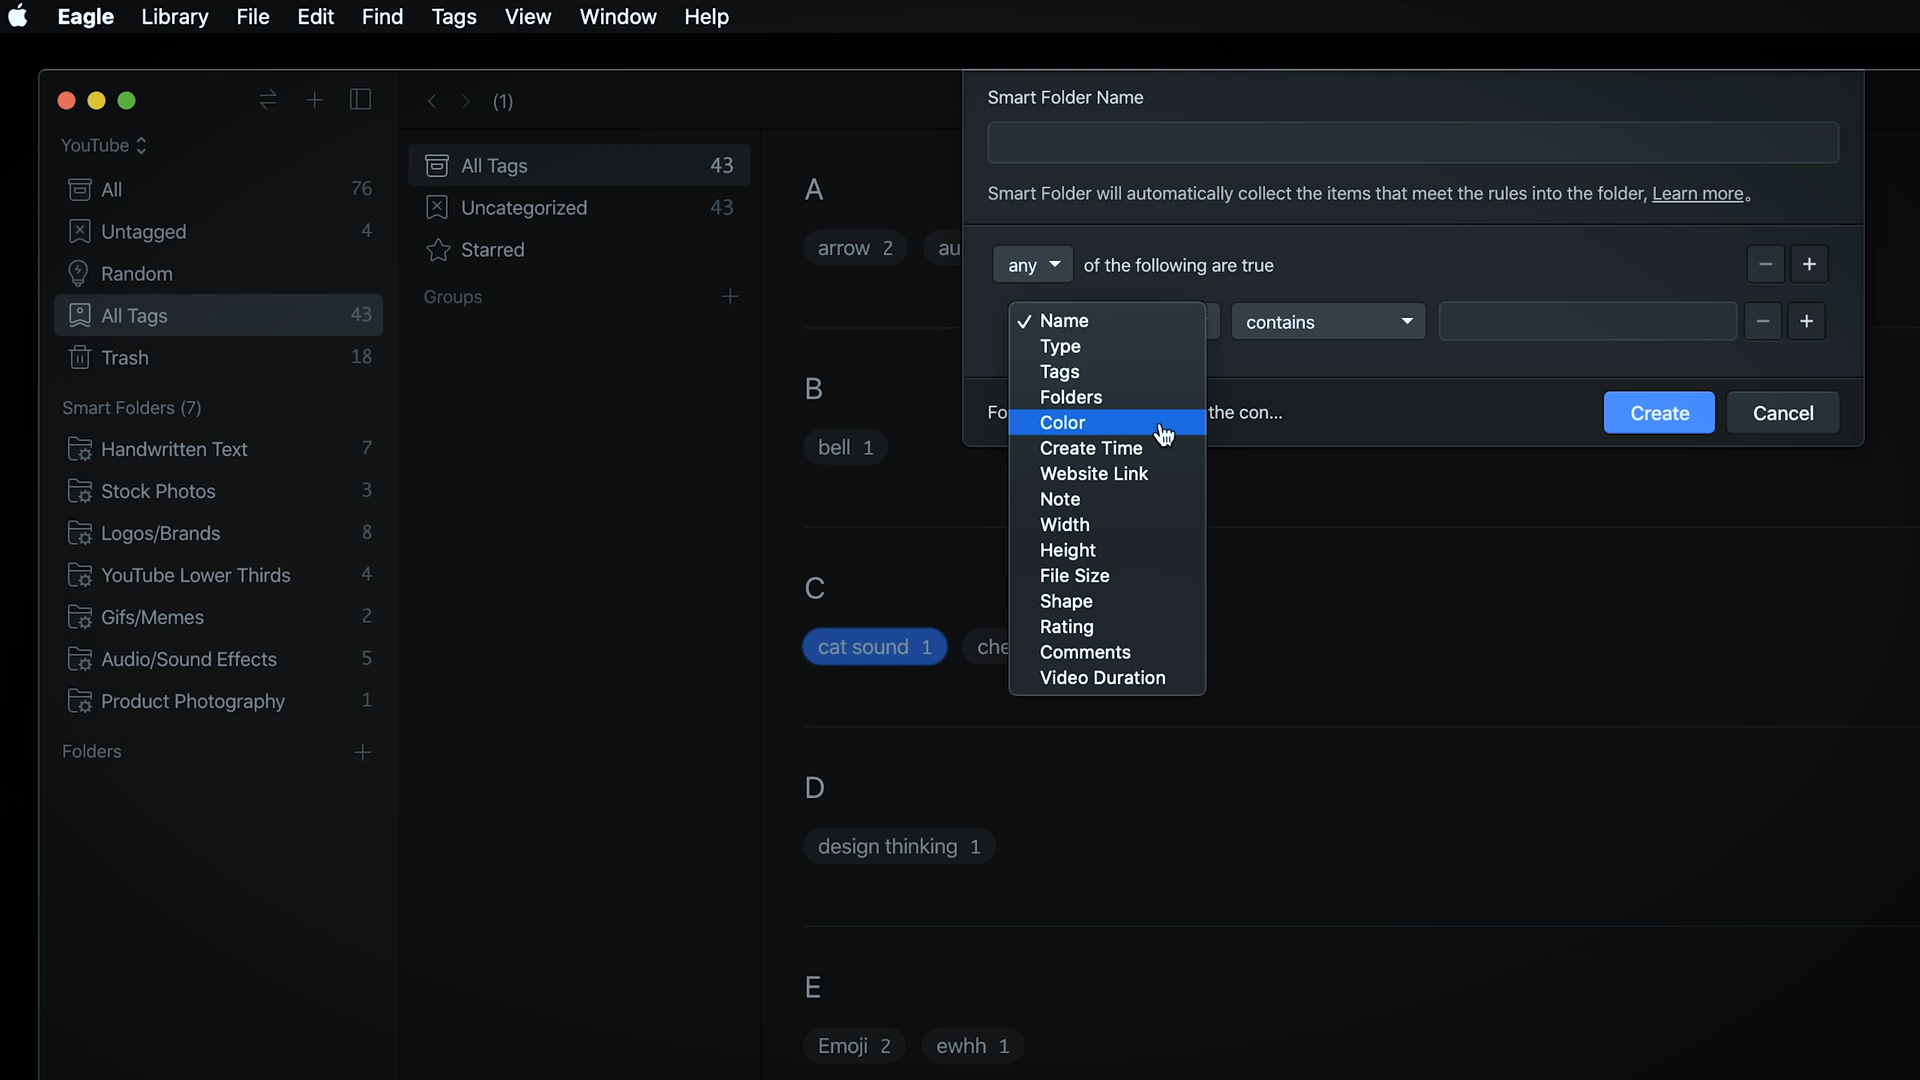 Eagle Library File Edit Find Tags View Window Help
(1)
YouTube
All 76
Untagged 4
Random
All Tags 43
Trash 18
Smart Folders (7)
Handwritten Text 7
Stock Photos 3
Logos/Brands 8
YouTube Lower Thirds 4
Gifs/Memes 2
Audio/Sound Effects 5
Product Photography 1
Folders
All Tags 43
Uncategorized 43
Starred
Groups
A
arrow 2 au
B
bell 1
C
cat sound 1 che
D
design thinking 1
E
Emoji 2 ewhh 1
Smart Folder Name
Smart Folder will automatically collect the items that meet the rules into the folder, Learn more。
any of the following are true
contains
Name
Type
Tags
Folders
Color
Create Time
Website Link
Note
Width
Height
File Size
Shape
Rating
Comments
Video Duration
Fo the con...
Create Cancel